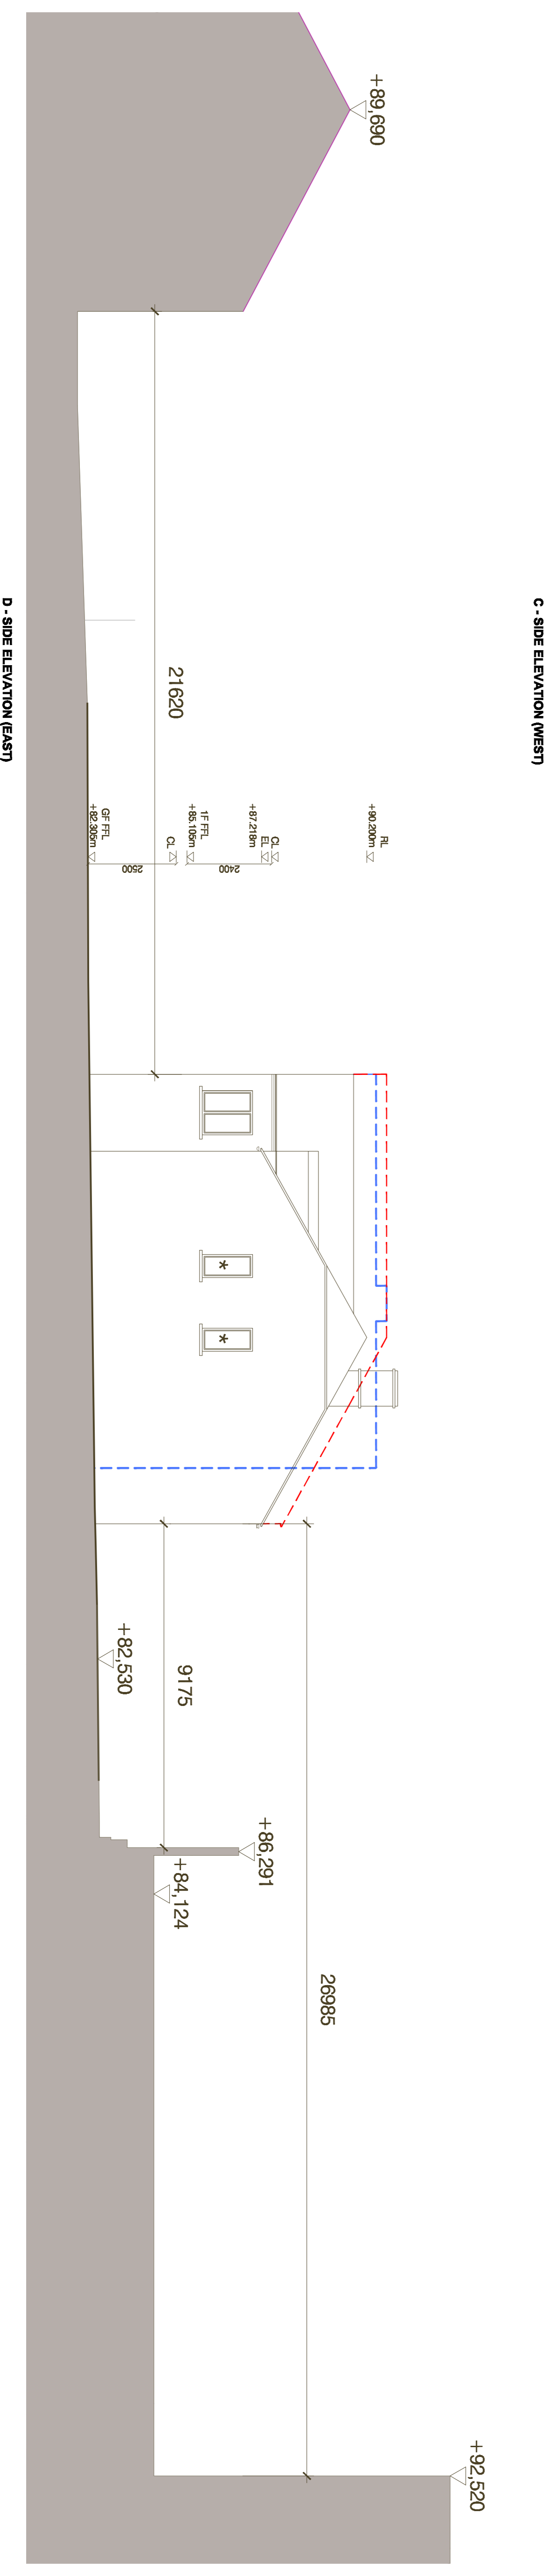 C - SIDE ELEVATION (WEST)
+89,690
21620
RL
+90.200m
CL
EL
+87.218m
2400
1F FFL
+85.105m
CL
2500
GF FFL
+82.305m
*
*
+82,530
9175
+86,291
+84,124
26985
+92,520
D - SIDE ELEVATION (EAST)